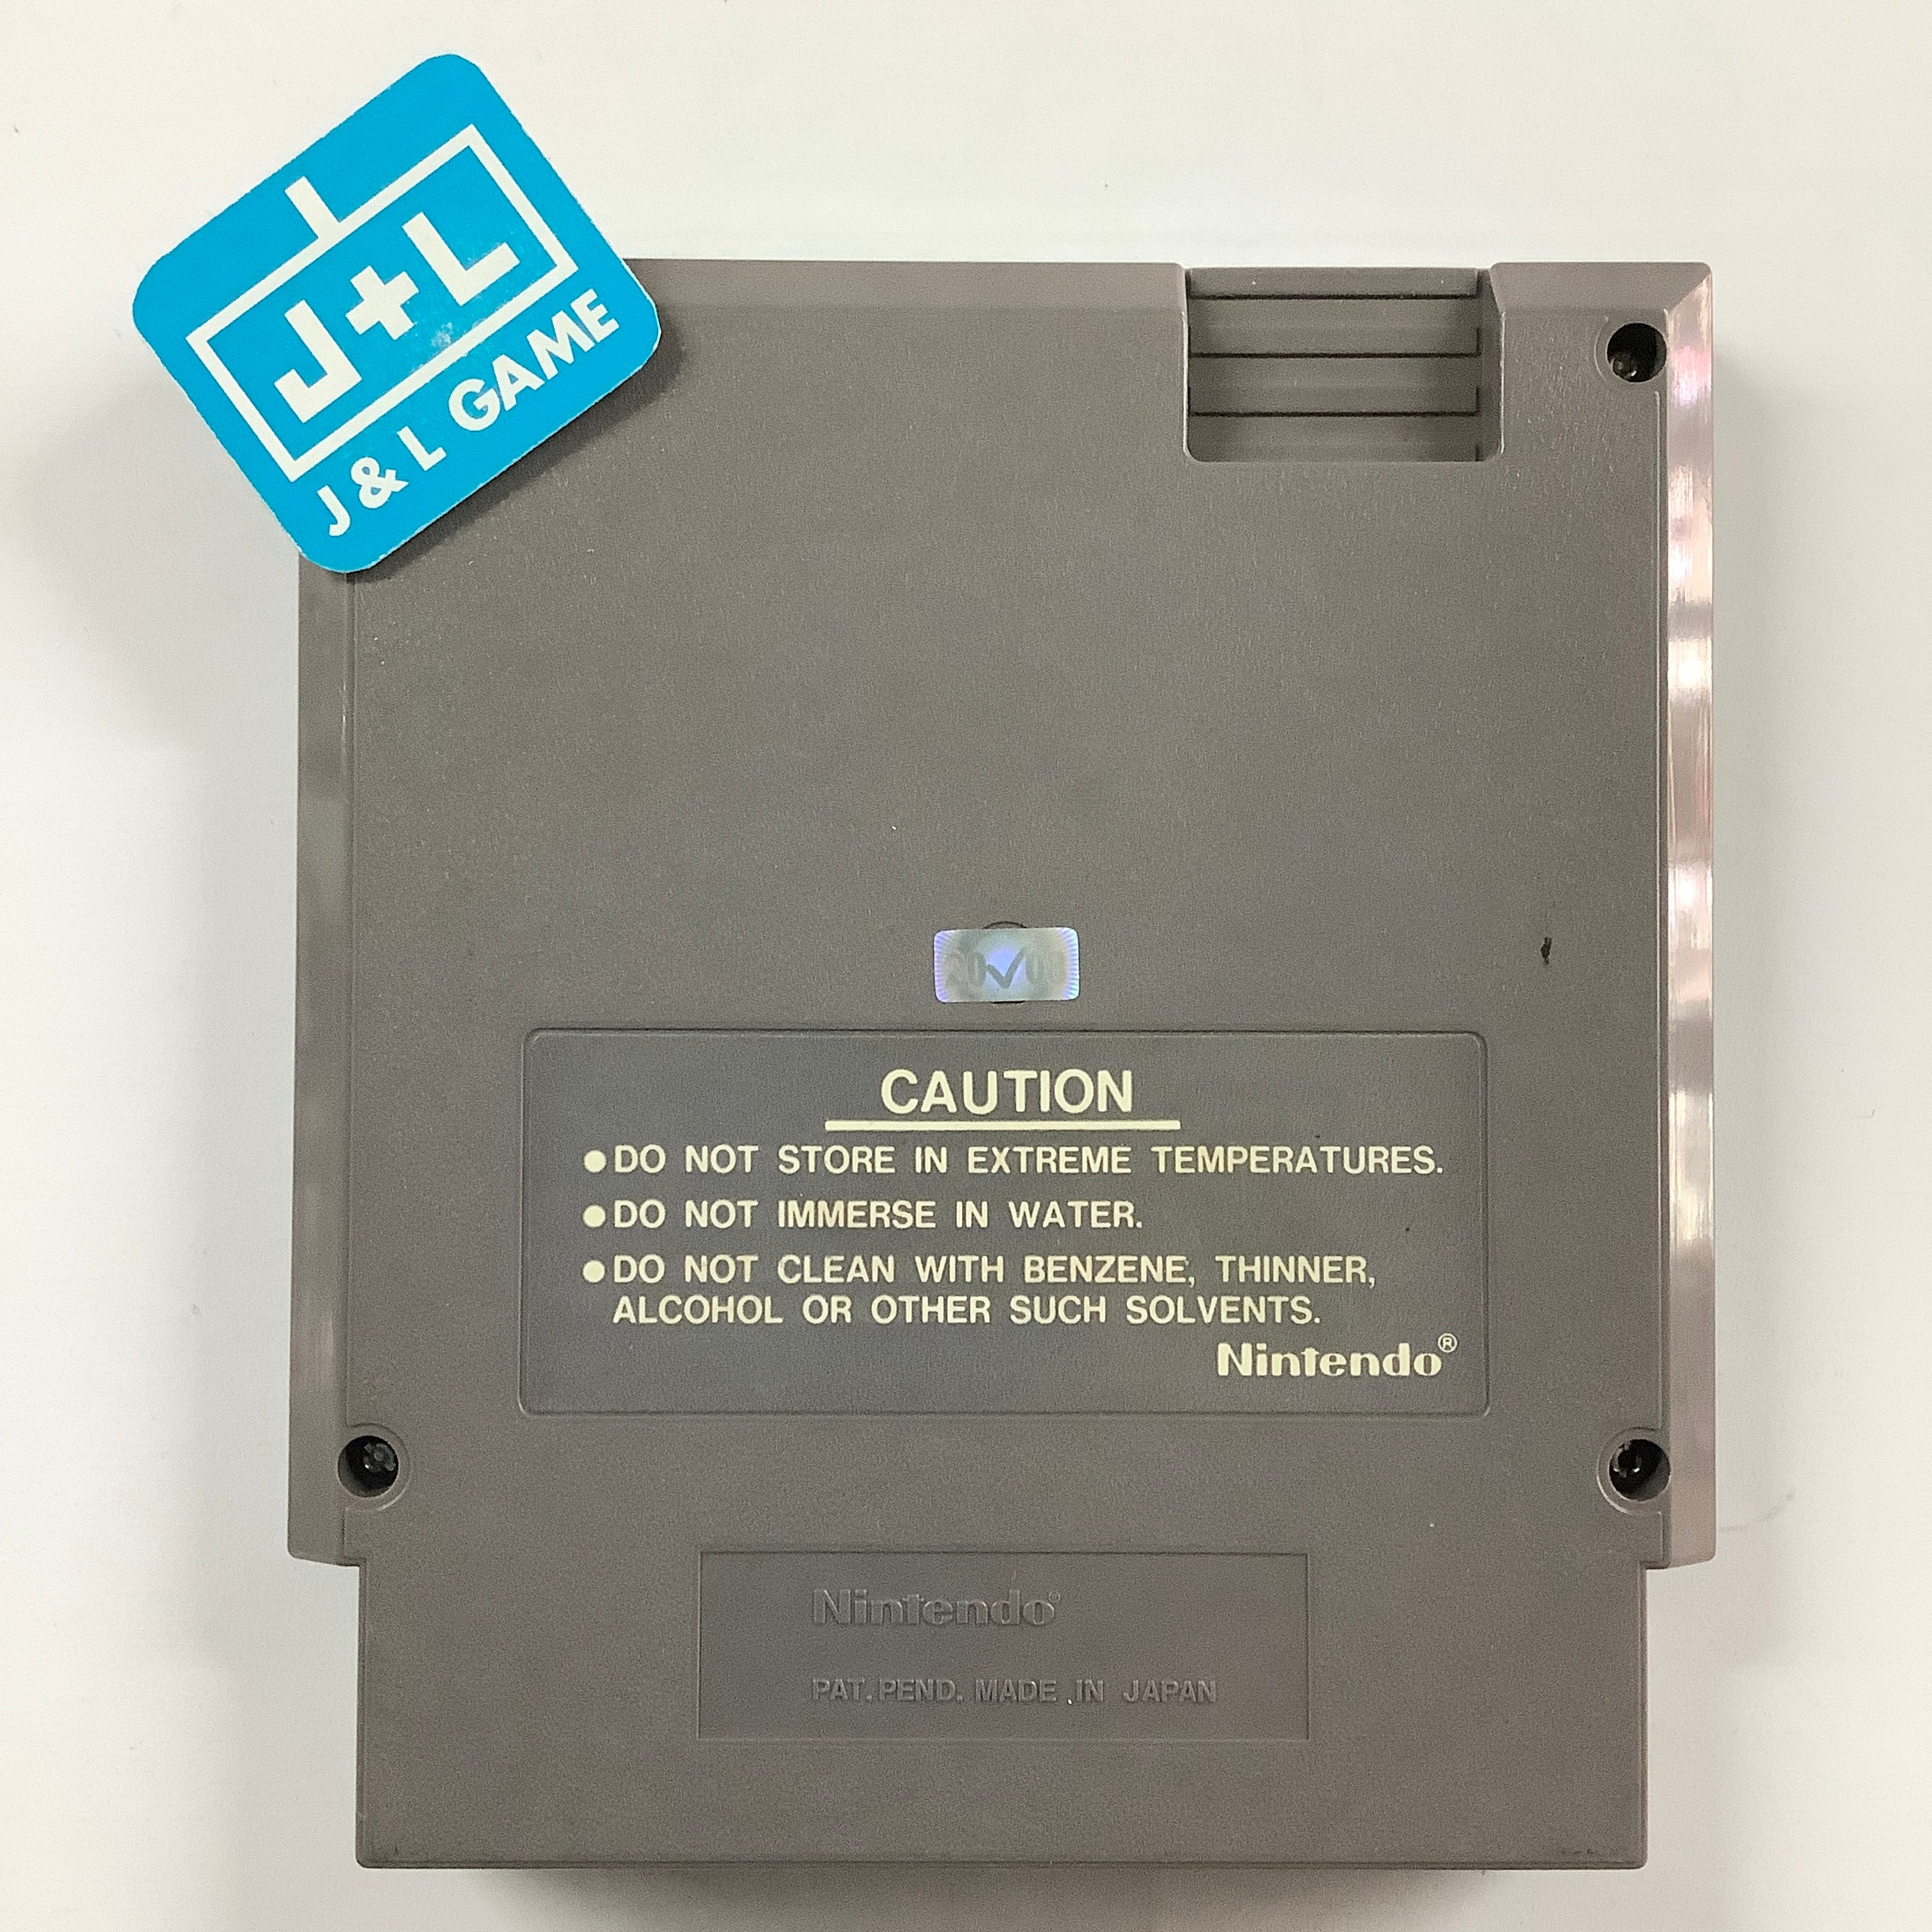 J+L
J & L GAME
CAUTION
●DO NOT STORE IN EXTREME TEMPERATURES.
●DO NOT IMMERSE IN WATER.
●DO NOT CLEAN WITH BENZENE, THINNER,
ALCOHOL OR OTHER SUCH SOLVENTS.
Nintendo®
Nintendo®
PAT. PEND. MADE IN JAPAN